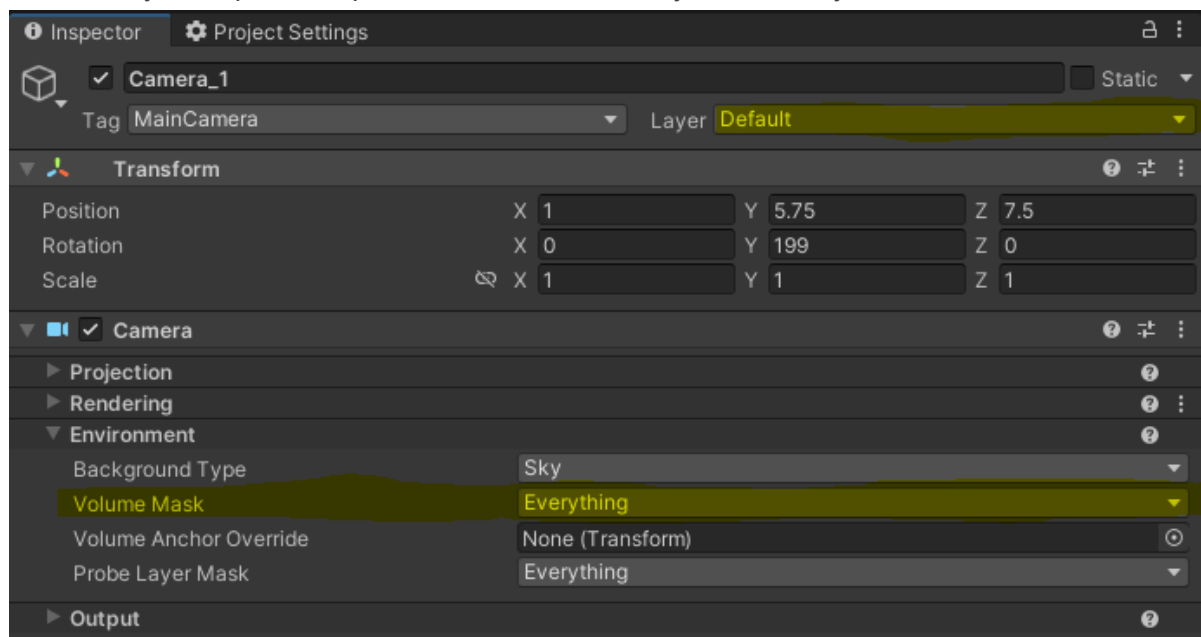 Inspector Project Settings
Camera_1 Static
Tag MainCamera Layer Default
Transform
Position X 1 Y 5.75 Z 7.5
Rotation X 0 Y 199 Z 0
Scale X 1 Y 1 Z 1
Camera
Projection
Rendering
Environment
Background Type Sky
Volume Mask Everything
Volume Anchor Override None (Transform)
Probe Layer Mask Everything
Output